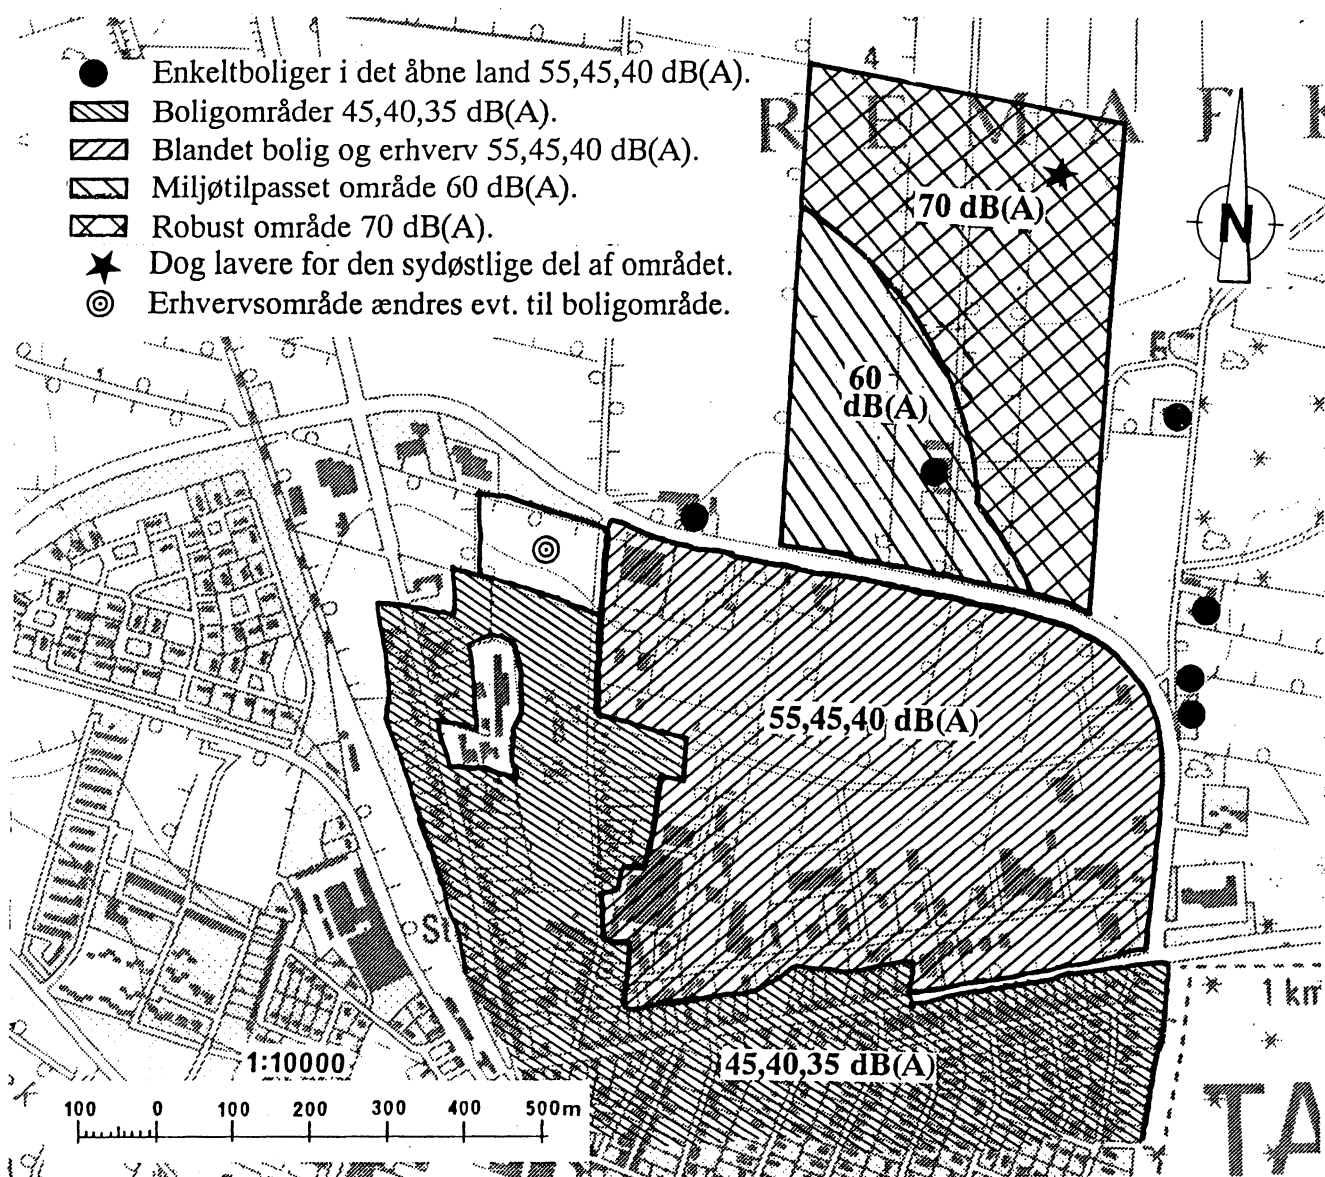 4
Enkeltboliger i det åbne land 55,45,40 dB(A).
Boligområder 45,40,35 dB(A).
Blandet bolig og erhverv 55,45,40 dB(A).
Miljøtilpasset område 60 dB(A).
Robust område 70 dB(A).
Dog lavere for den sydøstlige del af området.
Erhvervsområde ændres evt. til boligområde.
R E M A F K
70 dB(A)
N
60
dB(A)
55,45,40 dB(A)
St
1 km
45,40,35 dB(A)
1:10000
100 0 100 200 300 400 500m
TA